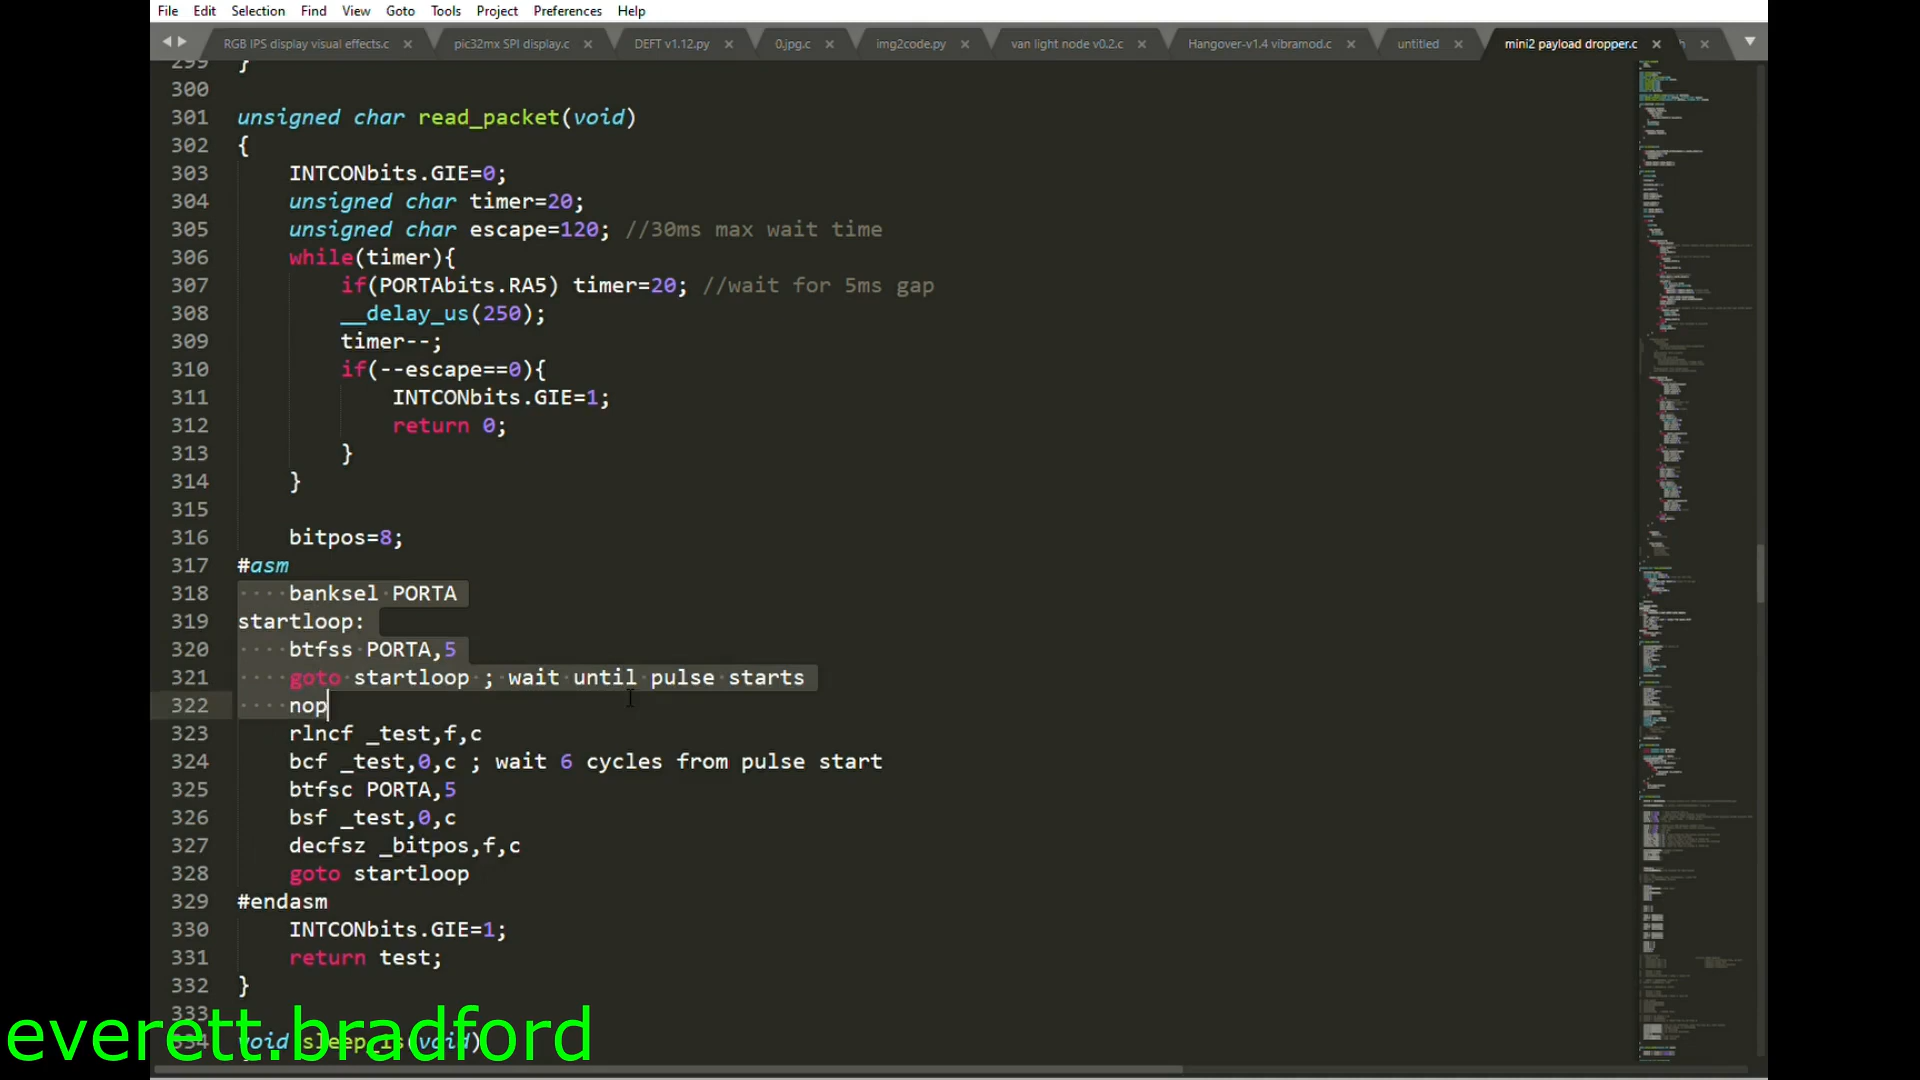 File Edit Selection Find View Goto Tools Project Preferences Help
RGB IPS display visual effects.c × pic32mx SPI display.c × DEFT v1.12.py × 0.jpg.c × img2code.py × van light node v0.2.c × Hangover-v1.4 vibramod.c × untitled × mini2 payload dropper.c × h ×
299 }
300
301 unsigned char read_packet(void)
302 {
303 INTCONbits.GIE=0;
304 unsigned char timer=20;
305 unsigned char escape=120; //30ms max wait time
306 while(timer){
307 if(PORTAbits.RA5) timer=20; //wait for 5ms gap
308 __delay_us(250);
309 timer--;
310 if(--escape==0){
311 INTCONbits.GIE=1;
312 return 0;
313 }
314 }
315
316 bitpos=8;
317 #asm
318 banksel PORTA
319 startloop:
320 btfss PORTA,5
321 goto startloop ; wait until pulse starts
322 nop
323 rlncf _test,f,c
324 bcf _test,0,c ; wait 6 cycles from pulse start
325 btfsc PORTA,5
326 bsf _test,0,c
327 decfsz _bitpos,f,c
328 goto startloop
329 #endasm
330 INTCONbits.GIE=1;
331 return test;
332 }
333
334 void sleep_ls(void)
everett.bradford